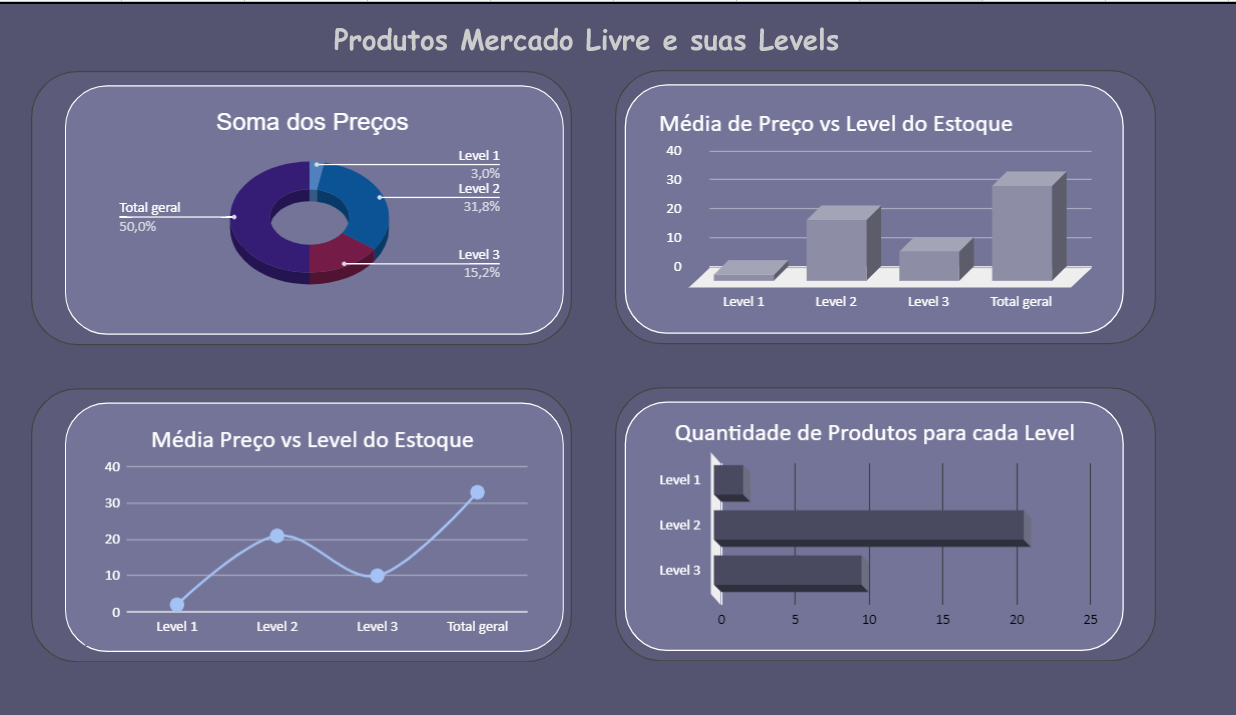 Produtos Mercado Livre e suas Levels
Soma dos Preços
Level 1
3,0%
Level 2
31,8%
Total geral
50,0%
Level 3
15,2%
Média de Preço vs Level do Estoque
40
30
20
10
0
Level 1 Level 2 Level 3 Total geral
Média Preço vs Level do Estoque
40
30
20
10
0
Level 1 Level 2 Level 3 Total geral
Quantidade de Produtos para cada Level
Level 1
Level 2
Level 3
0 5 10 15 20 25